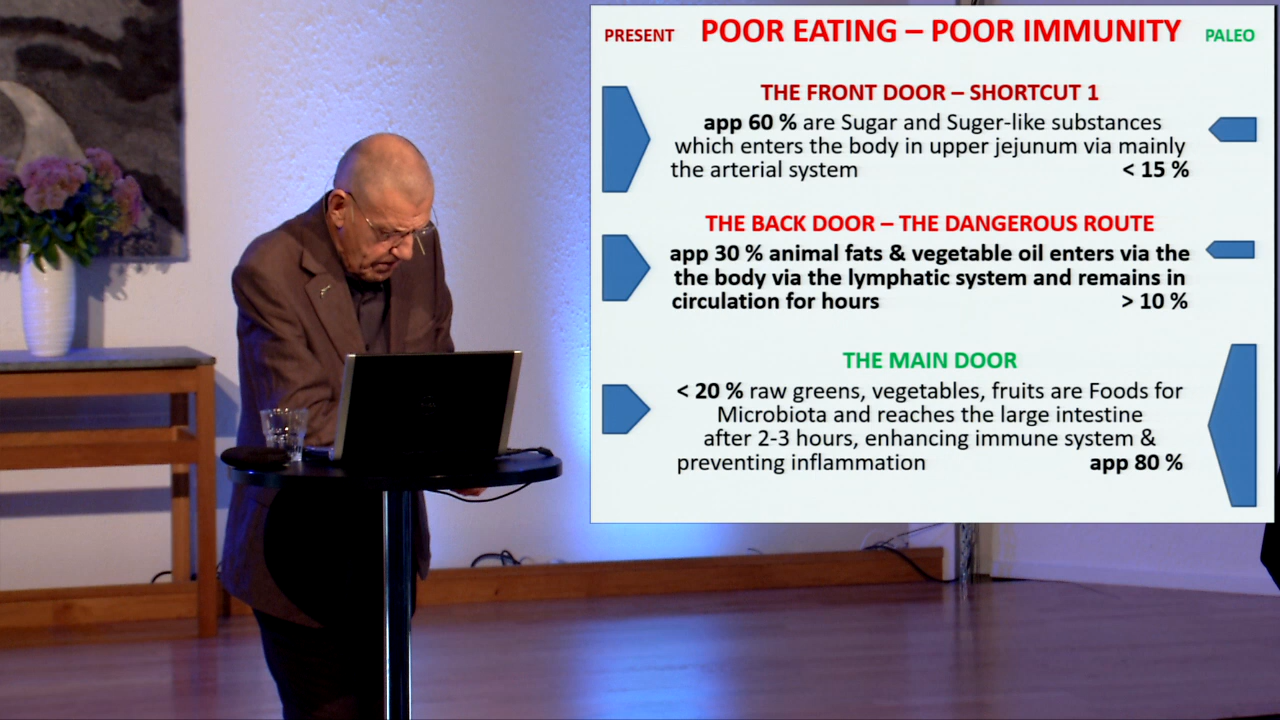 PRESENT POOR EATING – POOR IMMUNITY PALEO
THE FRONT DOOR – SHORTCUT 1
app 60 % are Sugar and Suger-like substances
which enters the body in upper jejunum via mainly
the arterial system < 15 %
THE BACK DOOR – THE DANGEROUS ROUTE
app 30 % animal fats & vegetable oil enters via the
the body via the lymphatic system and remains in
circulation for hours > 10 %
THE MAIN DOOR
< 20 % raw greens, vegetables, fruits are Foods for
Microbiota and reaches the large intestine
after 2-3 hours, enhancing immune system &
preventing inflammation app 80 %